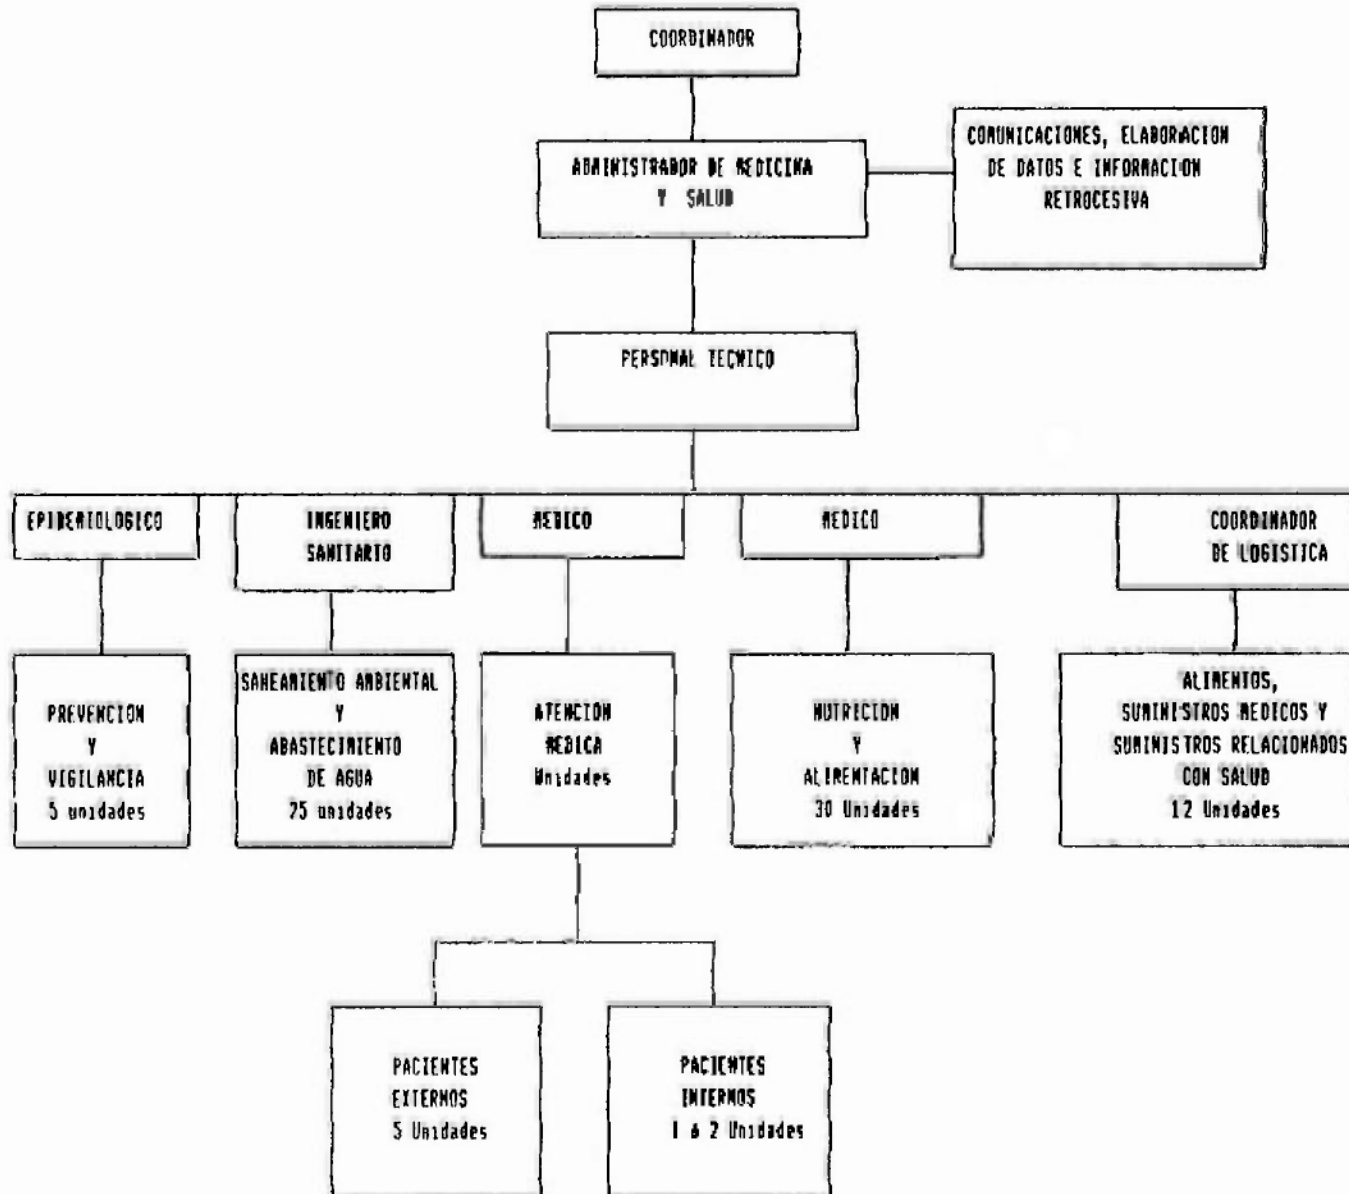 COORDINADOR
ADMINISTRADOR DE MEDICINA
Y SALUD
COMUNICACIONES, ELABORACION
DE DATOS E INFORMACION
RETROCESIVA
PERSONAL TECNICO
EPIDEMIOLOGICO
INGENIERO
SANITARIO
MEDICO
MEDICO
COORDINADOR
DE LOGISTICA
PREVENCION
Y
VIGILANCIA
5 unidades
SANEAMIENTO AMBIENTAL
Y
ABASTECIMIENTO
DE AGUA
25 unidades
ATENCION
MEDICA
Unidades
NUTRICION
Y
ALIMENTACION
30 Unidades
ALIMENTOS,
SUMINISTROS MEDICOS Y
SUMINISTROS RELACIONADOS
CON SALUD
12 Unidades
PACIENTES
EXTERNOS
5 Unidades
PACIENTES
INTERNOS
1 ó 2 Unidades